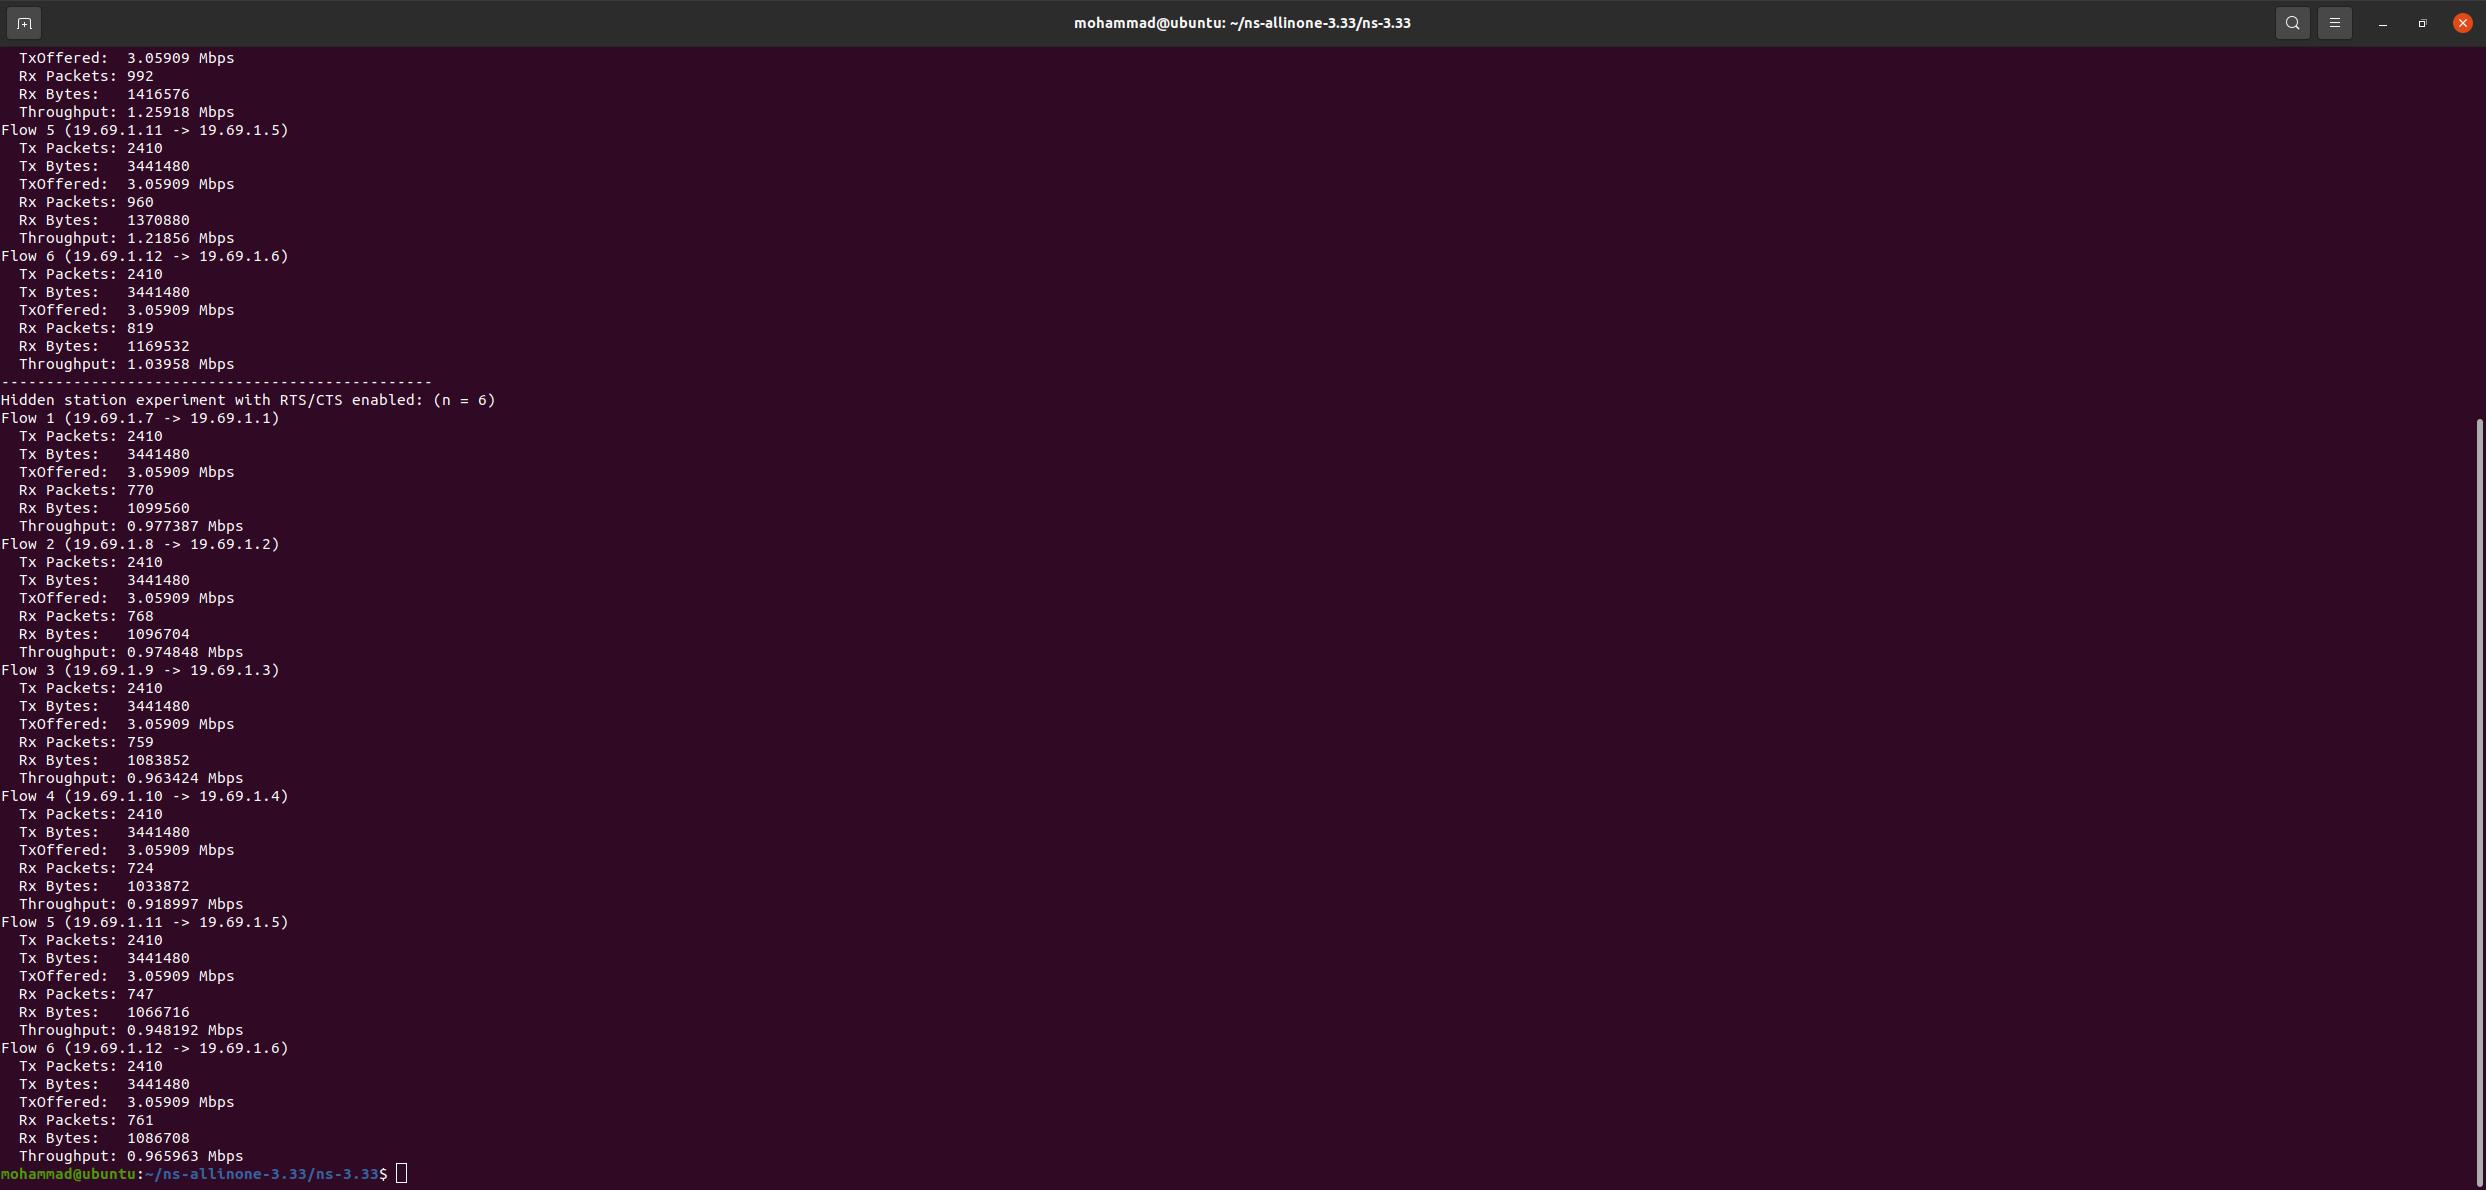 mohammad@ubuntu: ~/ns-allinone-3.33/ns-3.33
TxOffered:  3.05909 Mbps
Rx Packets: 992
Rx Bytes:   1416576
Throughput: 1.25918 Mbps
Flow 5 (19.69.1.11 -> 19.69.1.5)
Tx Packets: 2410
Tx Bytes:   3441480
TxOffered:  3.05909 Mbps
Rx Packets: 960
Rx Bytes:   1370880
Throughput: 1.21856 Mbps
Flow 6 (19.69.1.12 -> 19.69.1.6)
Tx Packets: 2410
Tx Bytes:   3441480
TxOffered:  3.05909 Mbps
Rx Packets: 819
Rx Bytes:   1169532
Throughput: 1.03958 Mbps
------------------------------------------------
Hidden station experiment with RTS/CTS enabled: (n = 6)
Flow 1 (19.69.1.7 -> 19.69.1.1)
Tx Packets: 2410
Tx Bytes:   3441480
TxOffered:  3.05909 Mbps
Rx Packets: 770
Rx Bytes:   1099560
Throughput: 0.977387 Mbps
Flow 2 (19.69.1.8 -> 19.69.1.2)
Tx Packets: 2410
Tx Bytes:   3441480
TxOffered:  3.05909 Mbps
Rx Packets: 768
Rx Bytes:   1096704
Throughput: 0.974848 Mbps
Flow 3 (19.69.1.9 -> 19.69.1.3)
Tx Packets: 2410
Tx Bytes:   3441480
TxOffered:  3.05909 Mbps
Rx Packets: 759
Rx Bytes:   1083852
Throughput: 0.963424 Mbps
Flow 4 (19.69.1.10 -> 19.69.1.4)
Tx Packets: 2410
Tx Bytes:   3441480
TxOffered:  3.05909 Mbps
Rx Packets: 724
Rx Bytes:   1033872
Throughput: 0.918997 Mbps
Flow 5 (19.69.1.11 -> 19.69.1.5)
Tx Packets: 2410
Tx Bytes:   3441480
TxOffered:  3.05909 Mbps
Rx Packets: 747
Rx Bytes:   1066716
Throughput: 0.948192 Mbps
Flow 6 (19.69.1.12 -> 19.69.1.6)
Tx Packets: 2410
Tx Bytes:   3441480
TxOffered:  3.05909 Mbps
Rx Packets: 761
Rx Bytes:   1086708
Throughput: 0.965963 Mbps
mohammad@ubuntu:~/ns-allinone-3.33/ns-3.33$